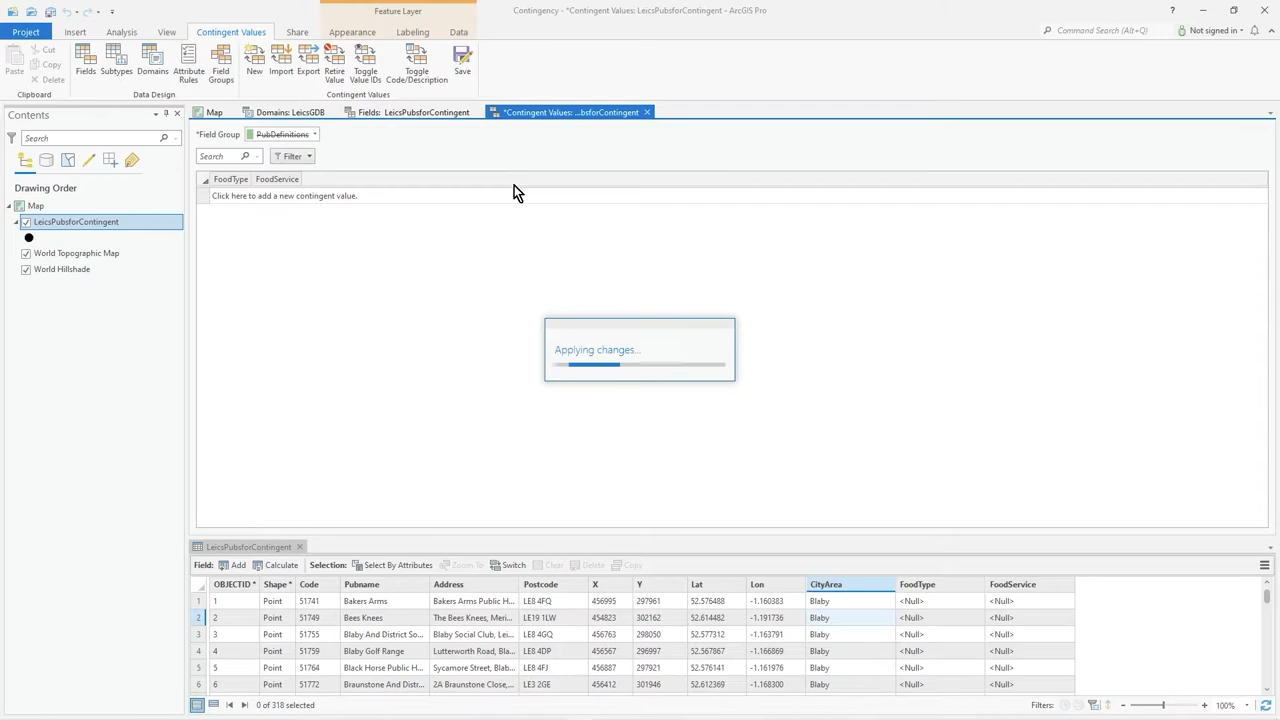 Feature Layer
Contingency - *Contingent Values: LeicsPubsforContingent - ArcGIS Pro
Project Insert Analysis View Contingent Values Share Appearance Labeling Data
Command Search (Alt+Q)
Not signed in
Paste Cut Copy Delete
Clipboard
Fields Subtypes Domains Attribute Rules Field Groups
Data Design
New Import Export Retire Value Toggle Value IDs Toggle Code/Description Save
Contingent Values
Contents
Search
Drawing Order
Map
LeicsPubsforContingent
World Topographic Map
World Hillshade
Map Domains: LeicsGDB Fields: LeicsPubsforContingent *Contingent Values: ...bsforContingent
*Field Group PubDefinitions
Search Filter
FoodType FoodService
Click here to add a new contingent value.
Applying changes...
LeicsPubsforContingent
Field: Add Calculate Selection: Select By Attributes Zoom To Switch Clear Delete Copy
OBJECTID * Shape * Code Pubname Address Postcode X Y Lat Lon CityArea FoodType FoodService
1 1 Point 51741 Bakers Arms Bakers Arms Public H... LE8 4FQ 456995 297961 52.576488 -1.160383 Blaby <Null> <Null>
2 2 Point 51749 Bees Knees The Bees Knees, Meri... LE19 1LW 454823 302162 52.614482 -1.191736 Blaby <Null> <Null>
3 3 Point 51755 Blaby And District So... Blaby Social Club, Lei... LE8 4GQ 456763 298050 52.577312 -1.163791 Blaby <Null> <Null>
4 4 Point 51759 Blaby Golf Range Lutterworth Road, Bla... LE8 4DP 456567 296997 52.567867 -1.166869 Blaby <Null> <Null>
5 5 Point 51764 Black Horse Public H... Sycamore Street, Blab... LE8 4FJ 456887 297921 52.576141 -1.161976 Blaby <Null> <Null>
6 6 Point 51772 Braunstone And Distr... 2A Braunstone Close,... LE3 2GE 456412 301946 52.612369 -1.168300 Blaby <Null> <Null>
0 of 318 selected
Filters:
100%